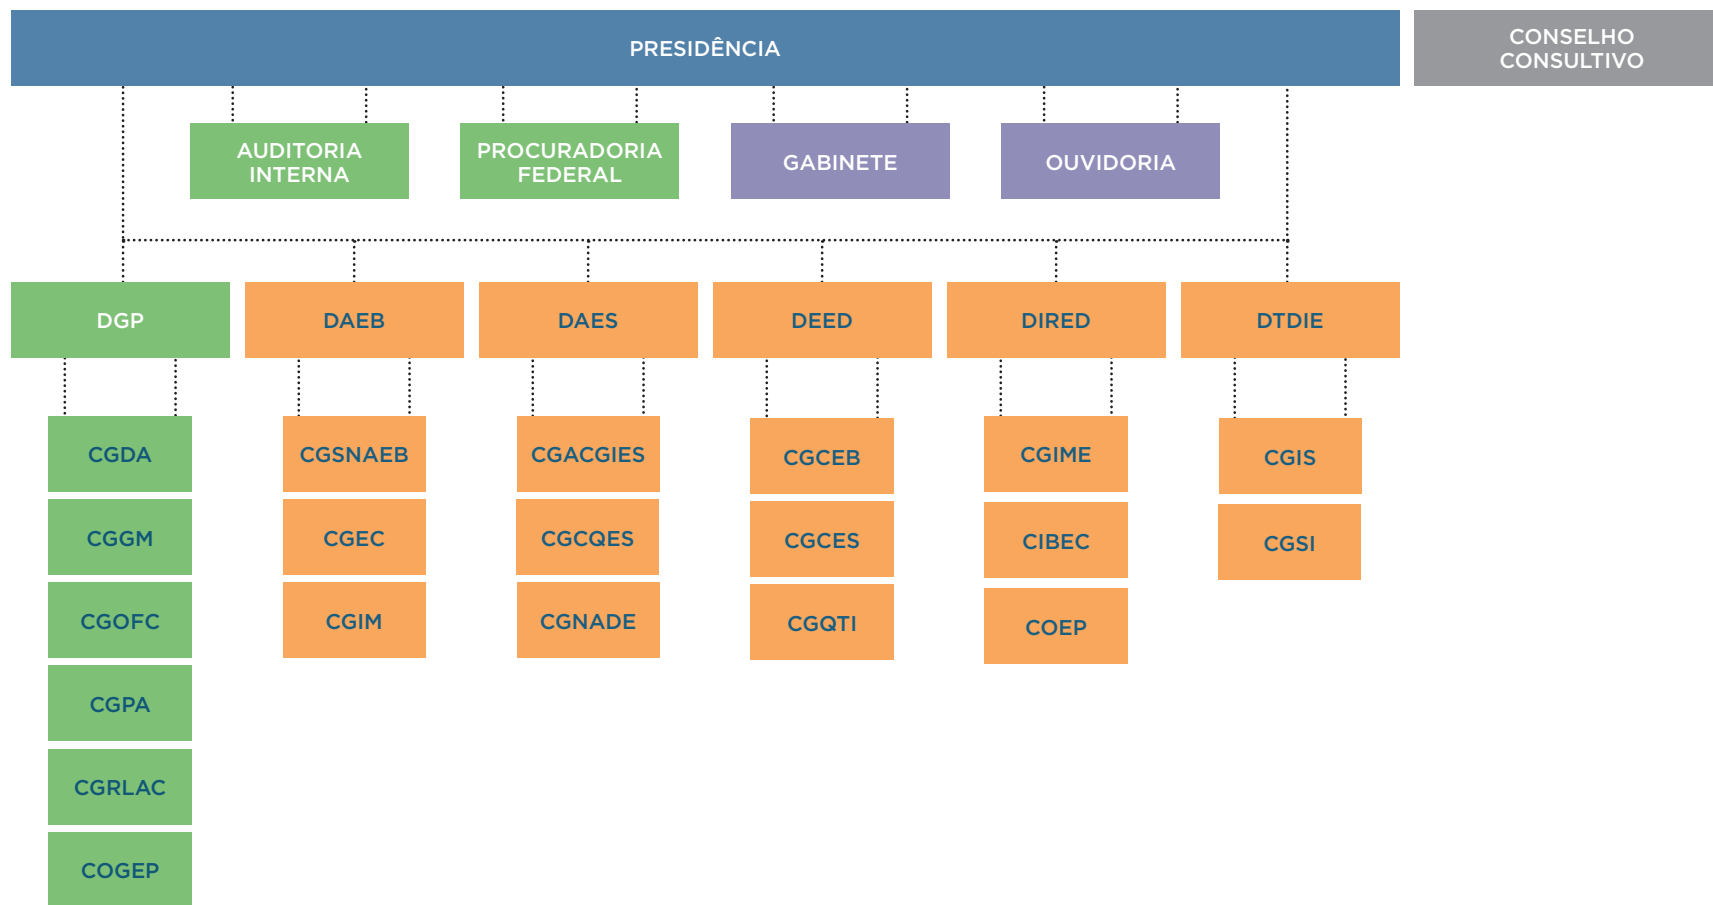 PRESIDÊNCIA
CONSELHO
CONSULTIVO
AUDITORIA
INTERNA
PROCURADORIA
FEDERAL
GABINETE
OUVIDORIA
DGP
DAEB
DAES
DEED
DIRED
DTDIE
CGDA
CGGM
CGOFC
CGPA
CGRLAC
COGEP
CGSNAEB
CGEC
CGIM
CGACGIES
CGCQES
CGNADE
CGCEB
CGCES
CGQTI
CGIME
CIBEC
COEP
CGIS
CGSI